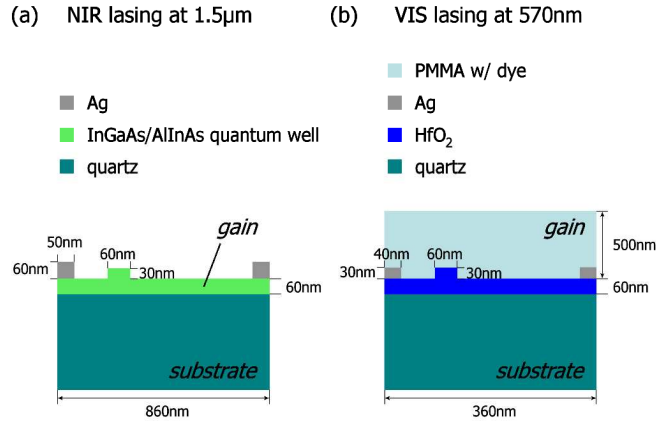 (a) NIR lasing at 1.5µm
Ag
InGaAs/AlInAs quantum well
quartz
gain
50nm
60nm
60nm
30nm
60nm
substrate
860nm
(b) VIS lasing at 570nm
PMMA w/ dye
Ag
HfO₂
quartz
gain
500nm
40nm
60nm
30nm
30nm
60nm
substrate
360nm